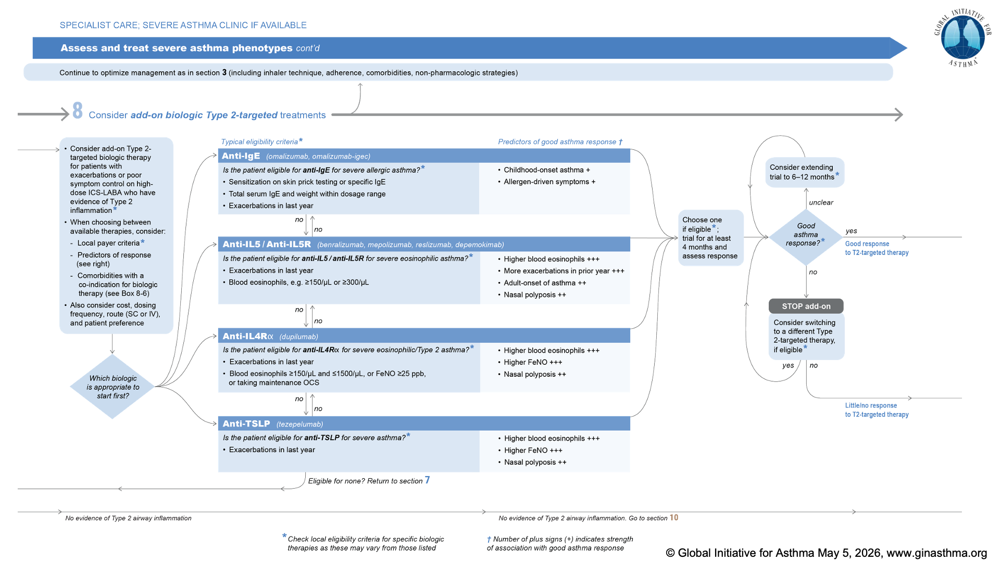 SPECIALIST CARE; SEVERE ASTHMA CLINIC IF AVAILABLE
GLOBAL INITIATIVE FOR ASTHMA
Assess and treat severe asthma phenotypes cont'd
Continue to optimize management as in section 3 (including inhaler technique, adherence, comorbidities, non-pharmacologic strategies)
8 Consider add-on biologic Type 2-targeted treatments
• Consider add-on Type 2-
targeted biologic therapy
for patients with
exacerbations or poor
symptom control on high-
dose ICS-LABA who have
evidence of Type 2
inflammation*
• When choosing between
available therapies, consider:
- Local payer criteria*
- Predictors of response
(see right)
- Comorbidities with a
co-indication for biologic
therapy (see Box 8-6)
• Also consider cost, dosing
frequency, route (SC or IV),
and patient preference
Which biologic
is appropriate to
start first?
Typical eligibility criteria*
Predictors of good asthma response †
Anti-IgE (omalizumab, omalizumab-igec)
Is the patient eligible for anti-IgE for severe allergic asthma?*
• Sensitization on skin prick testing or specific IgE
• Total serum IgE and weight within dosage range
• Exacerbations in last year
• Childhood-onset asthma +
• Allergen-driven symptoms +
no
no
Anti-IL5 / Anti-IL5R (benralizumab, mepolizumab, reslizumab, depemokimab)
Is the patient eligible for anti-IL5 / anti-IL5R for severe eosinophilic asthma?*
• Exacerbations in last year
• Blood eosinophils, e.g. ≥150/µL or ≥300/µL
• Higher blood eosinophils +++
• More exacerbations in prior year +++
• Adult-onset of asthma ++
• Nasal polyposis ++
no
no
Anti-IL4Rα (dupilumab)
Is the patient eligible for anti-IL4Rα for severe eosinophilic/Type 2 asthma?*
• Exacerbations in last year
• Blood eosinophils ≥150/µL and ≤1500/µL, or FeNO ≥25 ppb,
or taking maintenance OCS
• Higher blood eosinophils +++
• Higher FeNO +++
• Nasal polyposis ++
no
no
Anti-TSLP (tezepelumab)
Is the patient eligible for anti-TSLP for severe asthma?*
• Exacerbations in last year
• Higher blood eosinophils +++
• Higher FeNO +++
• Nasal polyposis ++
Eligible for none? Return to section 7
Choose one
if eligible*;
trial for at least
4 months and
assess response
Consider extending
trial to 6–12 months*
unclear
Good
asthma
response?*
yes
Good response
to T2-targeted therapy
no
STOP add-on
Consider switching
to a different Type
2-targeted therapy,
if eligible*
yes
no
Little/no response
to T2-targeted therapy
No evidence of Type 2 airway inflammation
No evidence of Type 2 airway inflammation. Go to section 10
* Check local eligibility criteria for specific biologic
therapies as these may vary from those listed
† Number of plus signs (+) indicates strength
of association with good asthma response
© Global Initiative for Asthma May 5, 2026, www.ginasthma.org